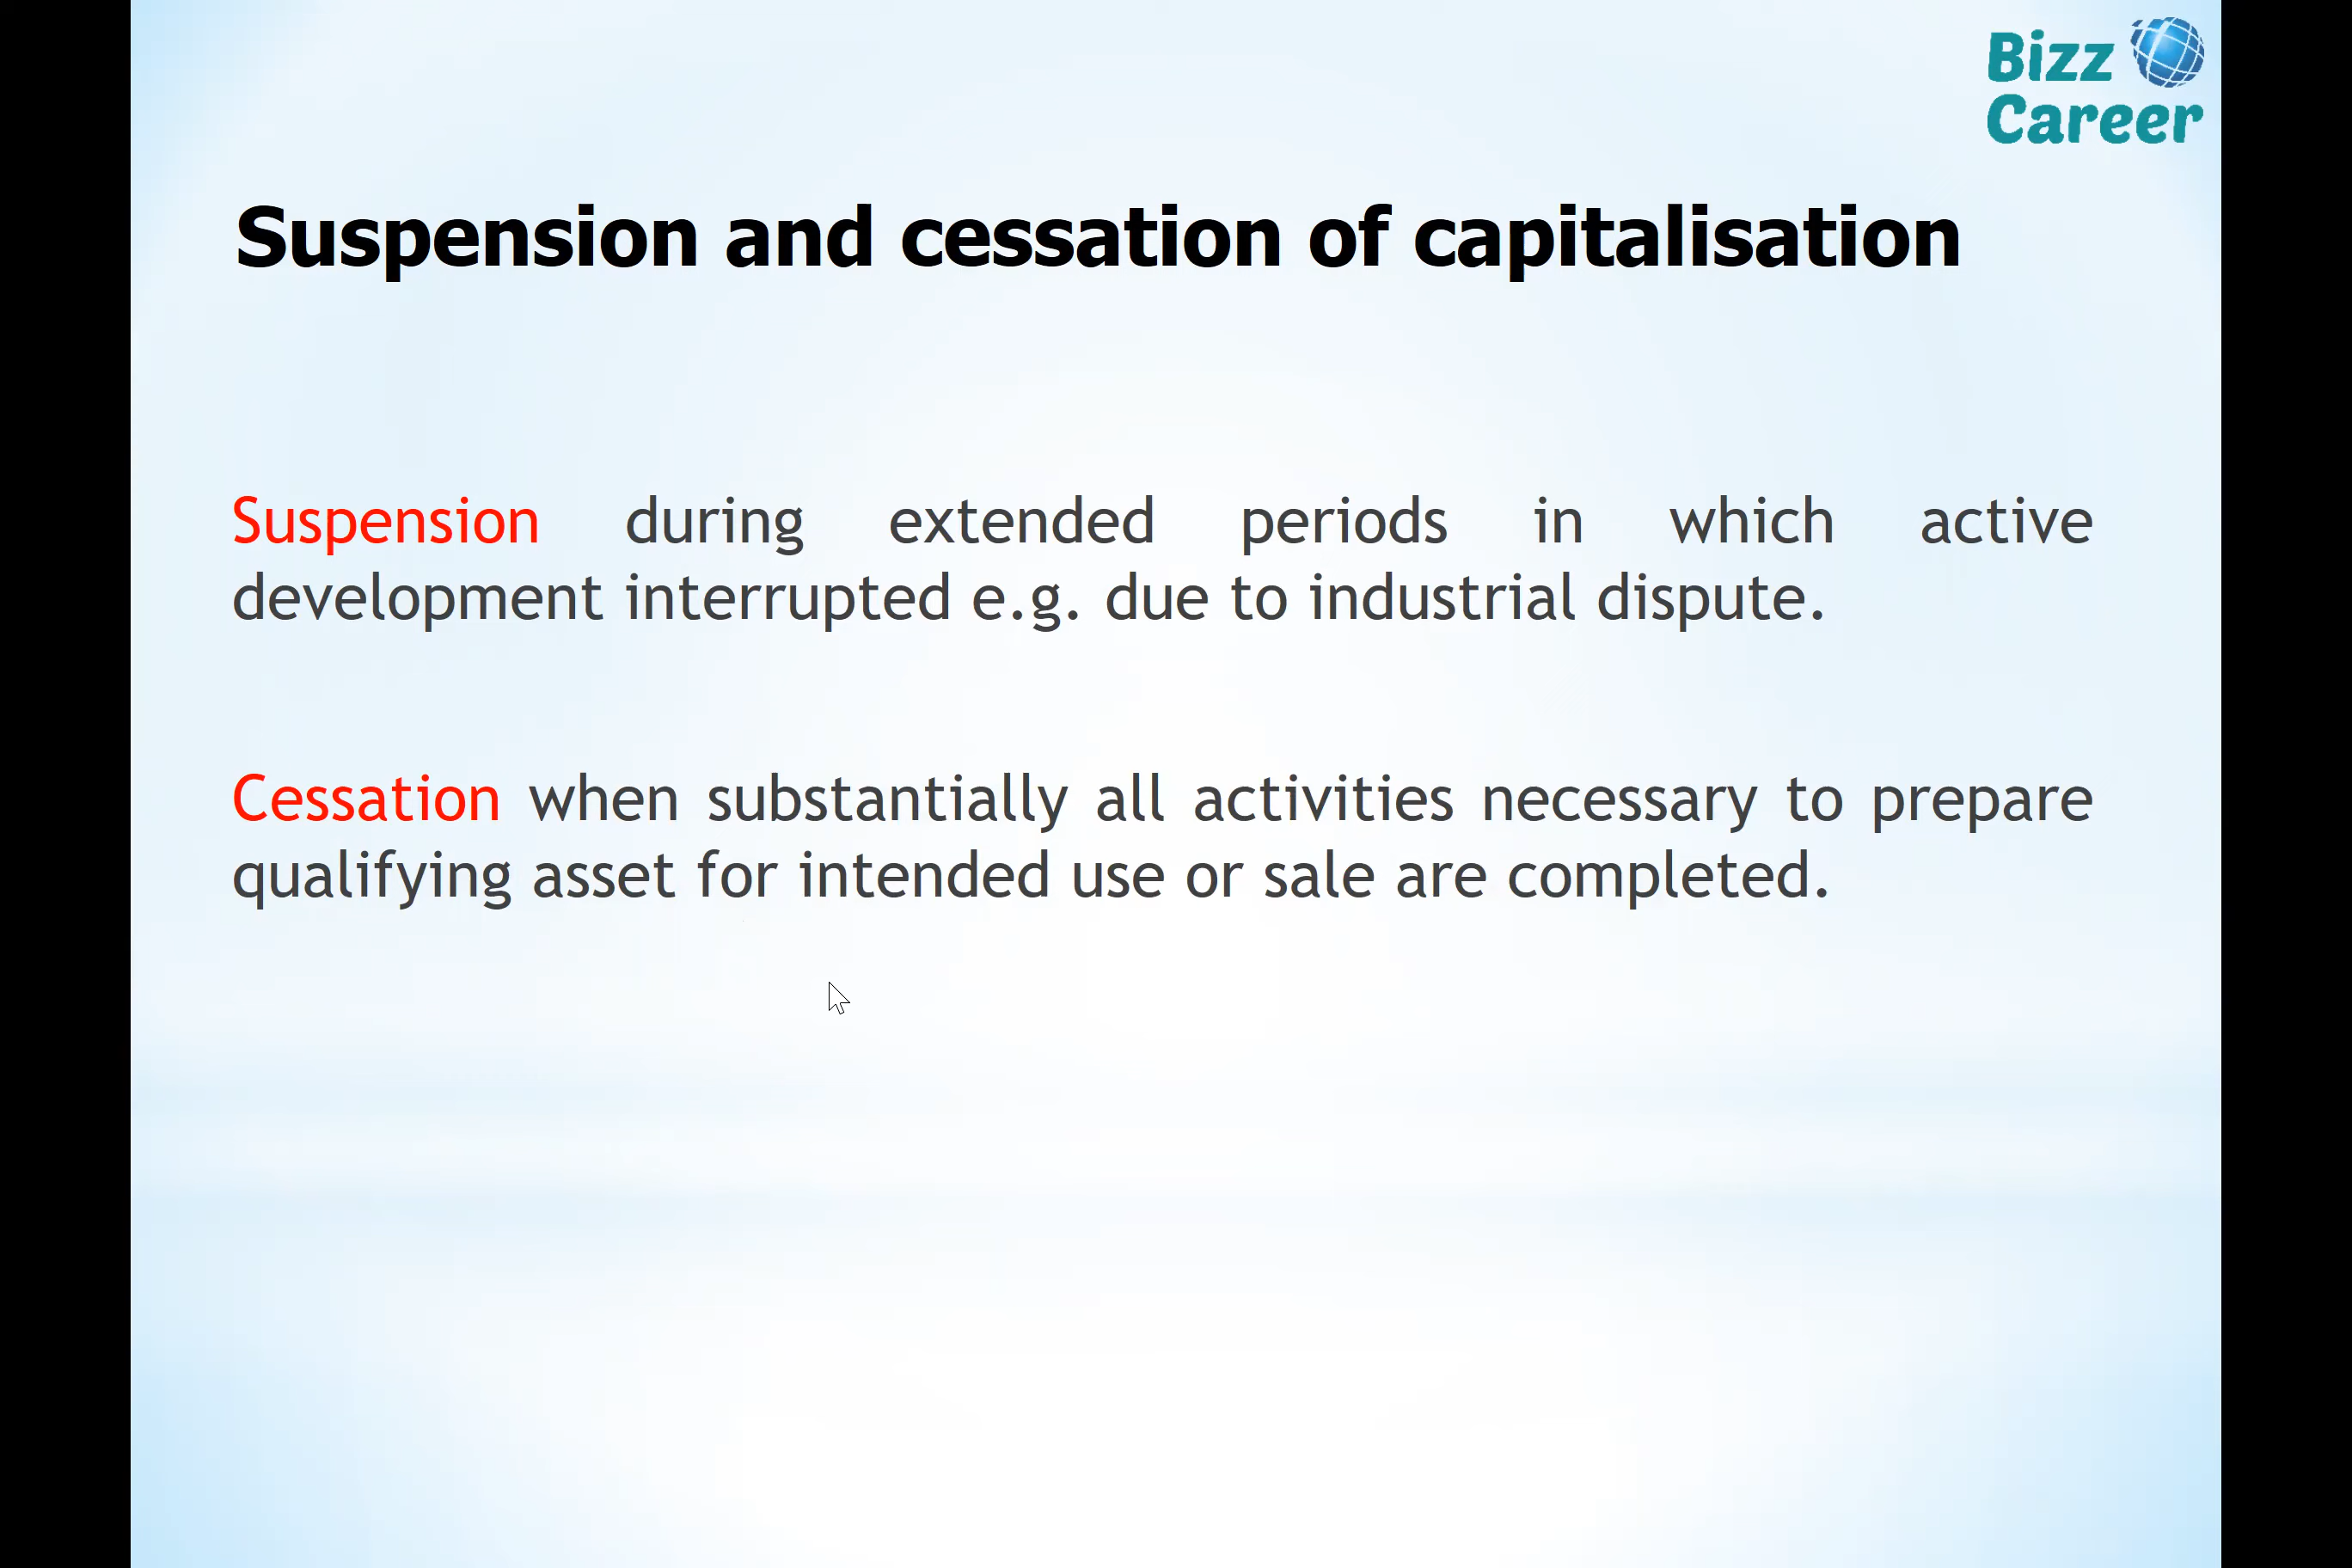 Bizz
Career
Suspension and cessation of capitalisation
Suspension during extended periods in which active
development interrupted e.g. due to industrial dispute.
Cessation when substantially all activities necessary to prepare
qualifying asset for intended use or sale are completed.